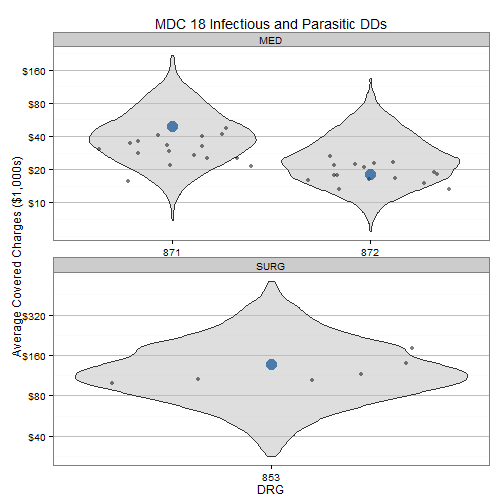 MDC 18 Infectious and Parasitic DDs
MED
$160
$80
$40
$20
$10
871
872
SURG
$320
$160
$80
$40
853
DRG
Average Covered Charges ($1,000s)